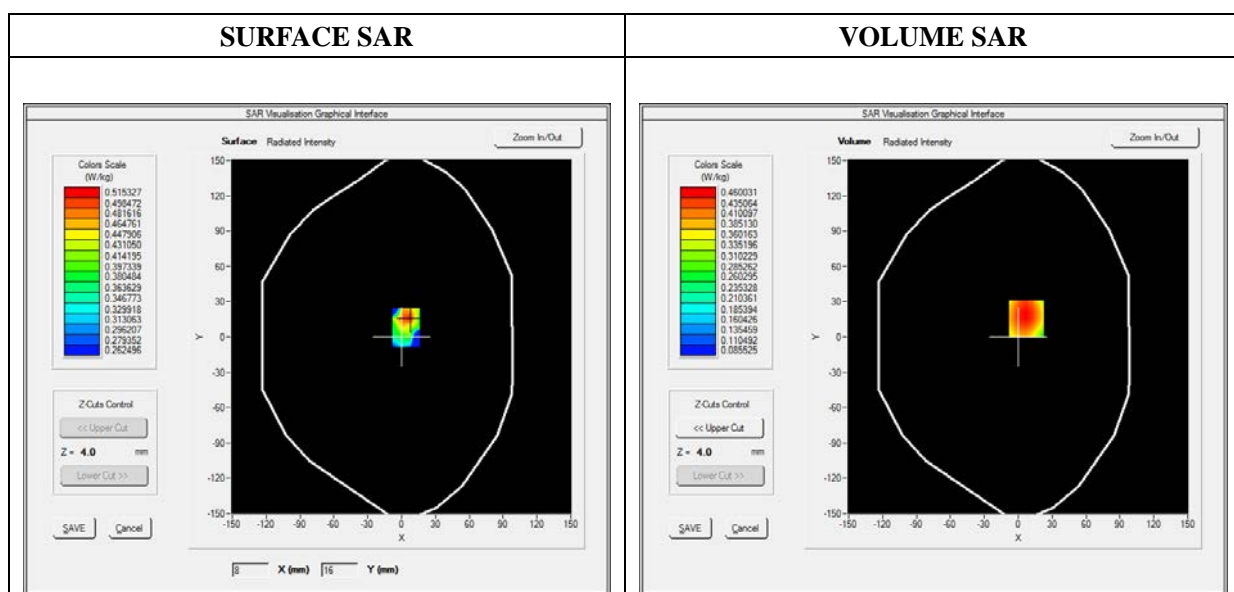 SURFACE SAR
VOLUME SAR
SAR Visualisation Graphical Interface
Surface Radiated Intensity
Zoom In/Out
Colors Scale
(W/kg)
0.515327
0.498472
0.481616
0.464761
0.447906
0.431050
0.414195
0.397339
0.380484
0.363629
0.346773
0.329918
0.313063
0.296207
0.279352
0.262496
Z-Cuts Control
<< Upper Cut
Z = 4.0 mm
Lower Cut >>
SAVE Cancel
150
120
90
60
30
0
-30
-60
-90
-120
-150
Y
-150 -120 -90 -60 -30 0 30 60 90 120 150
X
8 X (mm) 16 Y (mm)
SAR Visualisation Graphical Interface
Volume Radiated Intensity
Zoom In/Out
Colors Scale
(W/kg)
0.460031
0.435064
0.410097
0.385130
0.360163
0.335196
0.310229
0.285262
0.260295
0.235328
0.210361
0.185394
0.160426
0.135459
0.110492
0.085525
Z-Cuts Control
<< Upper Cut
Z = 4.0 mm
Lower Cut >>
SAVE Cancel
150
120
90
60
30
0
-30
-60
-90
-120
-150
Y
-150 -120 -90 -60 -30 0 30 60 90 120 150
X